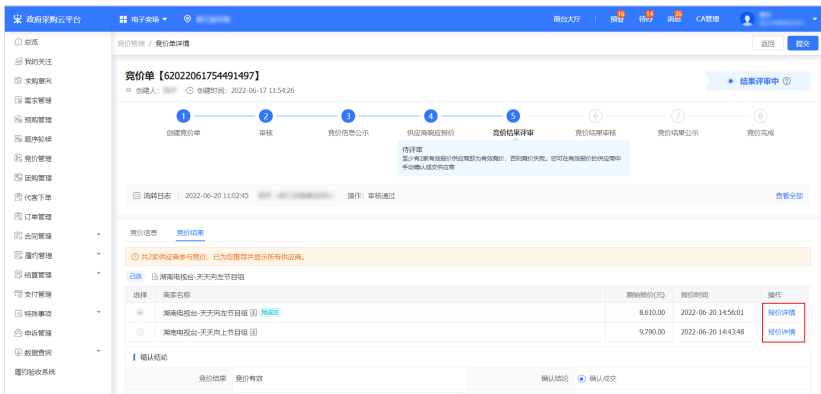 政府采购云平台
电子卖场
前台大厅
预警 16
待办 94
消息 86
CA管理
总览
我的关注
求购意向
需求管理
预购管理
顺序轮候
竞价管理
团购管理
代客下单
订单管理
合同管理
履约管理
结算管理
支付管理
特殊事项
申诉管理
数据查询
履约验收系统
竞价管理 / 竞价单详情
返回 提交
竞价单【62022061754491497】
创建人: 创建时间: 2022-06-17 11:54:26
结果评审中
1 2 3 4 5 6 7 8
创建竞价单 审核 竞价信息公示 供应商响应报价 竞价结果评审 竞价结果审核 竞价结果公示 竞价完成
待评审
至少有2家有效报价供应商即为有效竞价，否则竞价失败。您可在有效报价的供应商中
手动确认成交供应商
流转日志 2022-06-20 11:02:45 操作: 审核通过 查看全部
竞价信息 竞价结果
共2家供应商参与竞价，已为您推荐并显示所有供应商。
已选 湖南电视台-天天向左节目组
选择 商家名称 原始报价(元) 报价时间 操作
湖南电视台-天天向左节目组 预成交 8,610.00 2022-06-20 14:56:01 报价详情
湖南电视台-天天向上节目组 9,790.00 2022-06-20 14:43:48 报价详情
确认结论
竞价结果 竞价有效 确认结论 确认成交